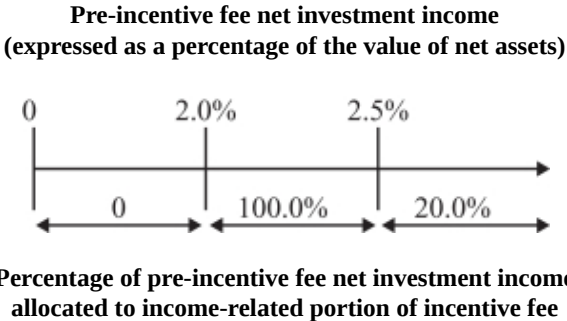 Pre-incentive fee net investment income
(expressed as a percentage of the value of net assets)
0 2.0% 2.5%
0 100.0% 20.0%
Percentage of pre-incentive fee net investment income
allocated to income-related portion of incentive fee